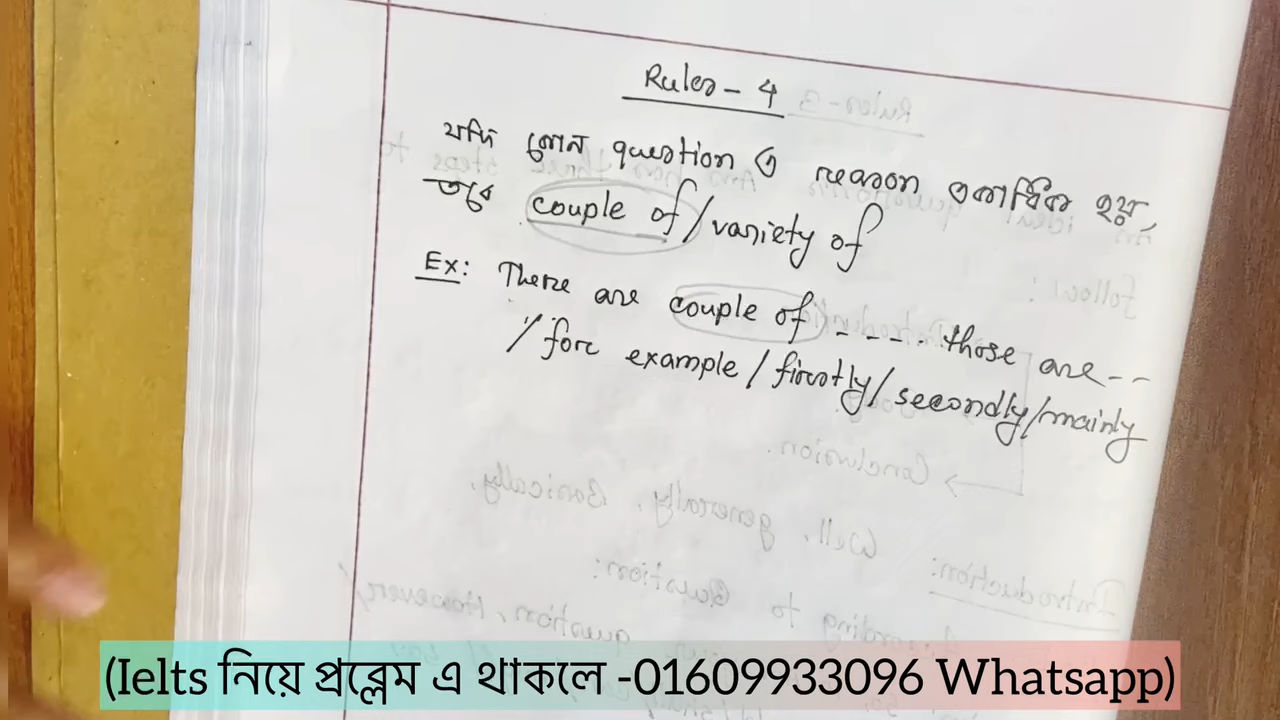 Rules - 4
যদি কোন question ও reason একাধিক হয়,
তবে couple of / variety of
Ex: There are couple of - - - - those are - -
/ for example / firstly / secondly / mainly
(Ielts নিয়ে প্রব্লেম এ থাকলে -01609933096 Whatsapp)